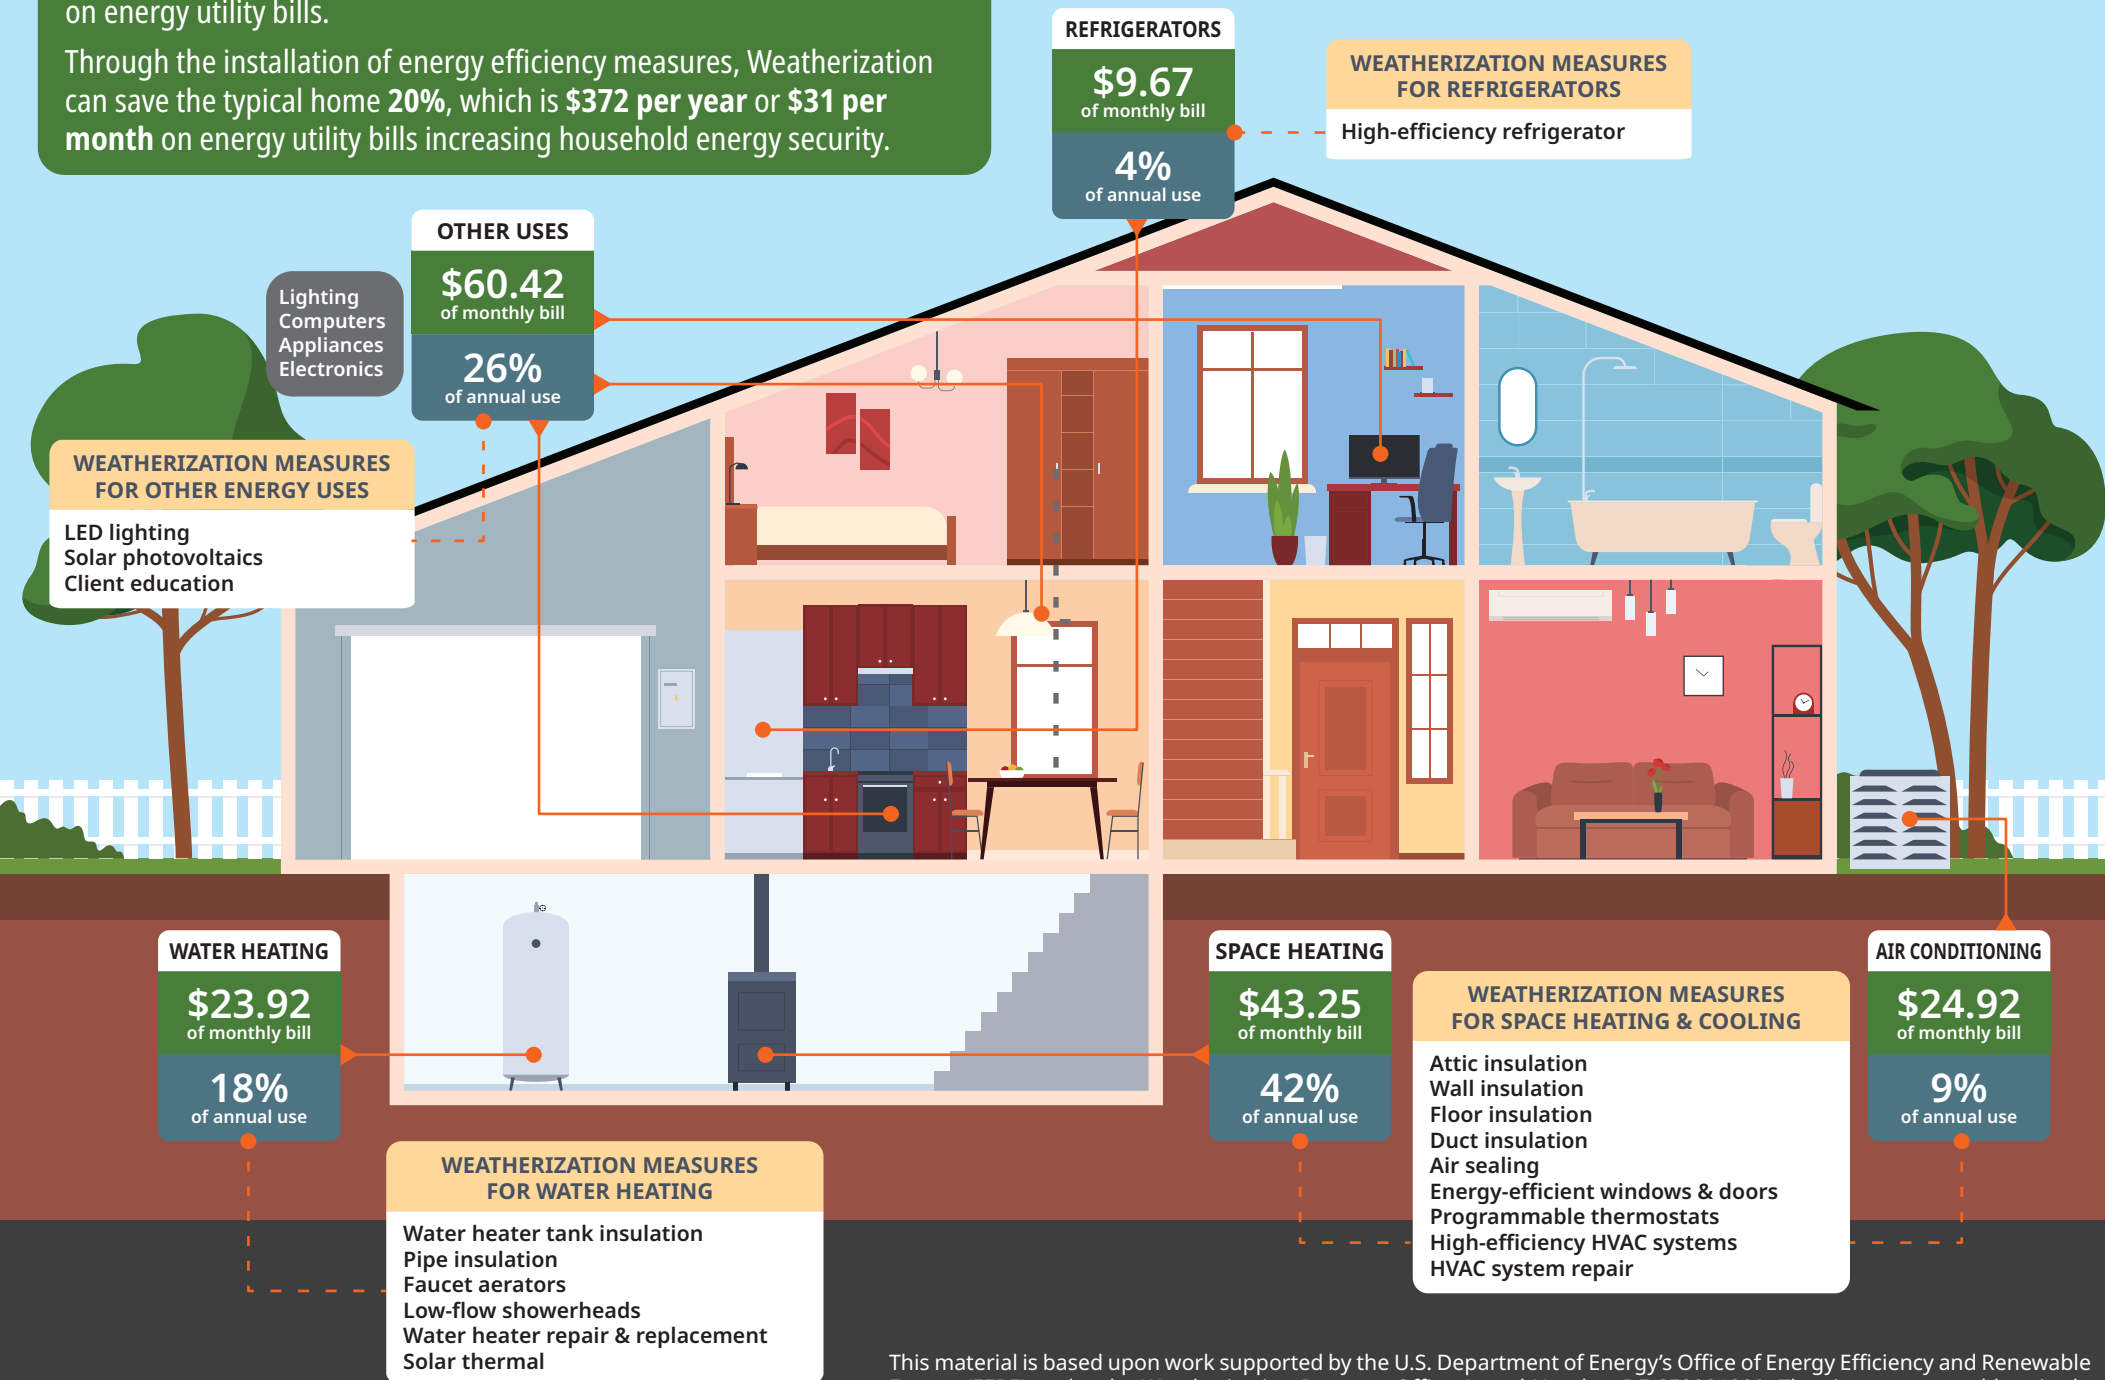 on energy utility bills.
Through the installation of energy efficiency measures, Weatherization
can save the typical home 20%, which is $372 per year or $31 per
month on energy utility bills increasing household energy security.
REFRIGERATORS
$9.67
of monthly bill
4%
of annual use
WEATHERIZATION MEASURES
FOR REFRIGERATORS
High-efficiency refrigerator
OTHER USES
$60.42
of monthly bill
26%
of annual use
Lighting
Computers
Appliances
Electronics
WEATHERIZATION MEASURES
FOR OTHER ENERGY USES
LED lighting
Solar photovoltaics
Client education
WATER HEATING
$23.92
of monthly bill
18%
of annual use
WEATHERIZATION MEASURES
FOR WATER HEATING
Water heater tank insulation
Pipe insulation
Faucet aerators
Low-flow showerheads
Water heater repair & replacement
Solar thermal
SPACE HEATING
$43.25
of monthly bill
42%
of annual use
WEATHERIZATION MEASURES
FOR SPACE HEATING & COOLING
Attic insulation
Wall insulation
Floor insulation
Duct insulation
Air sealing
Energy-efficient windows & doors
Programmable thermostats
High-efficiency HVAC systems
HVAC system repair
AIR CONDITIONING
$24.92
of monthly bill
9%
of annual use
This material is based upon work supported by the U.S. Department of Energy's Office of Energy Efficiency and Renewable